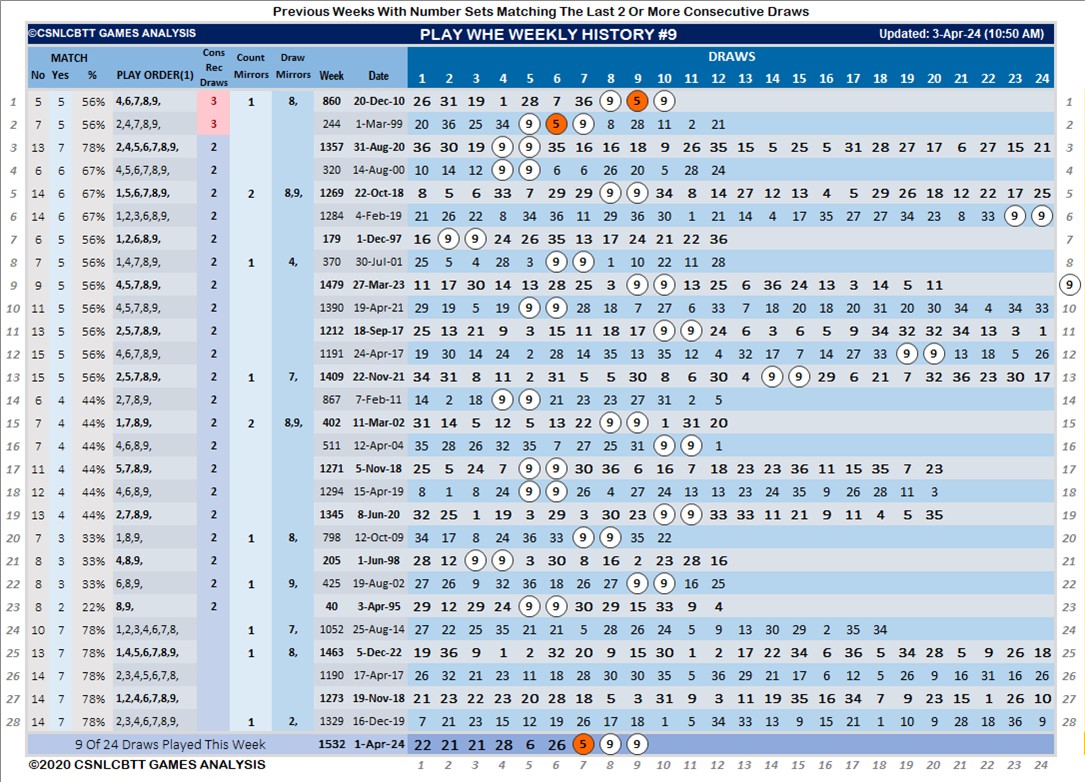 Previous Weeks With Number Sets Matching The Last 2 Or More Consecutive Draws
©CSNLCBTT GAMES ANALYSIS PLAY WHE WEEKLY HISTORY #9 Updated: 3-Apr-24 (10:50 AM)
MATCH Cons Rec Draws Count Mirrors Draw Mirrors DRAWS
No Yes % PLAY ORDER(1) Week Date 1 2 3 4 5 6 7 8 9 10 11 12 13 14 15 16 17 18 19 20 21 22 23 24
1 5 5 56% 4,6,7,8,9, 3 1 8, 860 20-Dec-10 26 31 19 1 28 7 36 9 5 9 1
2 7 5 56% 2,4,7,8,9, 3 244 1-Mar-99 20 36 25 34 9 5 9 8 28 11 2 21 2
3 13 7 78% 2,4,5,6,7,8,9, 2 1357 31-Aug-20 36 30 19 9 9 35 16 16 18 9 26 35 15 5 25 5 31 28 27 17 6 27 15 21 3
4 6 6 67% 4,5,6,7,8,9, 2 320 14-Aug-00 10 14 12 9 9 6 6 26 20 5 28 24 4
5 14 6 67% 1,5,6,7,8,9, 2 2 8,9, 1269 22-Oct-18 8 5 6 33 7 29 29 9 9 34 8 14 27 12 13 4 5 29 26 18 12 22 17 25 5
6 14 6 67% 1,2,3,6,8,9, 2 1284 4-Feb-19 21 26 22 8 34 36 11 29 36 30 1 21 14 4 17 35 27 27 34 23 8 33 9 9 6
7 6 5 56% 1,2,6,8,9, 2 179 1-Dec-97 16 9 9 24 26 35 13 17 24 21 22 36 7
8 7 5 56% 1,4,7,8,9, 2 1 4, 370 30-Jul-01 25 5 4 28 3 9 9 1 10 22 11 28 8
9 9 5 56% 4,5,7,8,9, 2 1479 27-Mar-23 11 17 30 14 13 28 25 3 9 9 13 25 6 36 24 13 3 14 5 11 9
10 11 5 56% 4,5,7,8,9, 2 1390 19-Apr-21 29 19 5 19 9 9 28 18 7 27 6 33 7 18 20 18 20 31 20 30 34 4 34 33 10
11 13 5 56% 2,5,7,8,9, 2 1212 18-Sep-17 25 13 21 9 3 15 11 18 17 9 9 24 6 3 6 5 9 34 32 32 34 13 3 1 11
12 15 5 56% 4,6,7,8,9, 2 1191 24-Apr-17 19 30 14 24 2 28 14 35 13 35 12 4 32 17 7 14 27 33 9 9 13 18 5 26 12
13 15 5 56% 2,5,7,8,9, 2 1 7, 1409 22-Nov-21 34 31 8 11 2 31 5 5 30 8 6 30 4 9 9 29 6 21 7 32 36 23 30 17 13
14 6 4 44% 2,7,8,9, 2 867 7-Feb-11 14 2 18 9 9 21 23 23 27 31 2 5 14
15 7 4 44% 1,7,8,9, 2 2 8,9, 402 11-Mar-02 31 14 5 12 5 13 22 9 9 1 31 20 15
16 7 4 44% 4,6,8,9, 2 511 12-Apr-04 35 28 26 32 35 7 27 25 31 9 9 1 16
17 11 4 44% 5,7,8,9, 2 1271 5-Nov-18 25 5 24 7 9 9 30 36 6 16 7 18 23 23 36 11 15 35 7 23 17
18 12 4 44% 4,6,8,9, 2 1294 15-Apr-19 8 1 8 24 9 9 26 4 27 24 13 13 23 24 35 9 26 28 11 3 18
19 13 4 44% 2,7,8,9, 2 1345 8-Jun-20 32 25 1 19 3 29 3 30 23 9 9 33 33 11 21 9 11 4 5 35 19
20 7 3 33% 1,8,9, 2 1 8, 798 12-Oct-09 34 17 8 24 36 33 9 9 35 22 20
21 8 3 33% 4,8,9, 2 205 1-Jun-98 28 12 9 9 3 30 8 16 2 23 28 16 21
22 8 3 33% 6,8,9, 2 1 9, 425 19-Aug-02 27 26 9 32 36 18 26 27 9 9 16 25 22
23 8 2 22% 8,9, 2 40 3-Apr-95 29 12 29 24 9 9 30 29 15 33 9 4 23
24 10 7 78% 1,2,3,4,6,7,8, 1 7, 1052 25-Aug-14 27 22 25 35 21 21 5 28 26 24 5 9 13 30 29 2 35 34 24
25 13 7 78% 1,4,5,6,7,8,9, 1 8, 1463 5-Dec-22 19 36 9 1 2 32 20 9 15 30 1 2 17 22 34 6 36 5 34 28 5 9 26 18 25
26 14 7 78% 2,3,4,5,6,7,8, 1190 17-Apr-17 26 32 21 23 11 18 28 30 30 35 5 36 29 21 17 6 12 5 26 9 16 31 16 26 26
27 14 7 78% 1,2,4,6,7,8,9, 1273 19-Nov-18 21 23 22 23 20 28 18 5 3 31 9 3 11 19 35 16 34 7 9 23 15 1 26 10 27
28 14 7 78% 2,3,4,6,7,8,9, 1 2, 1329 16-Dec-19 7 21 23 15 12 19 26 17 18 1 5 34 33 13 9 15 21 1 10 9 28 18 36 9 28
9 Of 24 Draws Played This Week 1532 1-Apr-24 22 21 21 28 6 26 5 9 9
©2020 CSNLCBTT GAMES ANALYSIS 1 2 3 4 5 6 7 8 9 10 11 12 13 14 15 16 17 18 19 20 21 22 23 24